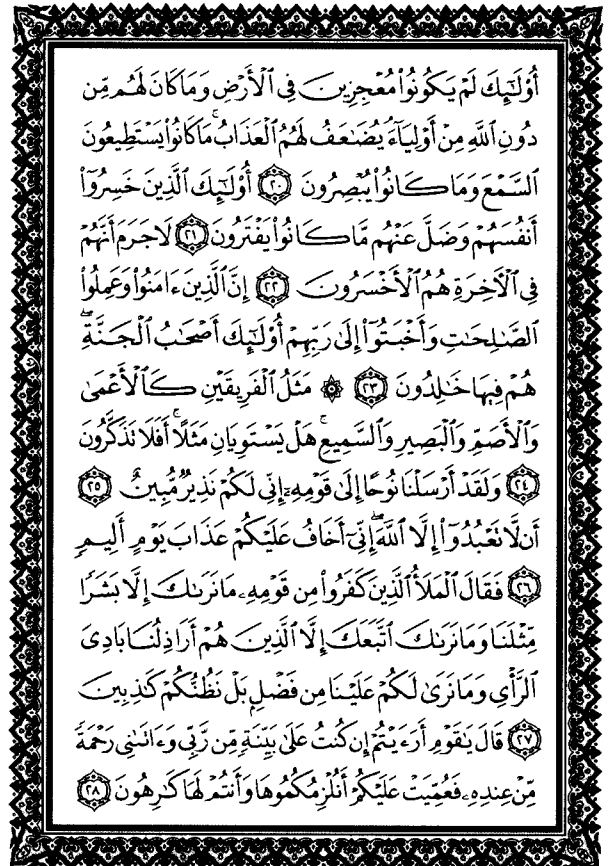 أُوْلَٰٓئِكَ لَمْ يَكُونُواْ مُعْجِزِينَ فِي ٱلْأَرْضِ وَمَا كَانَ لَهُم مِّن
دُونِ ٱللَّهِ مِنْ أَوْلِيَآءَۘ يُضَٰعَفُ لَهُمُ ٱلْعَذَابُۚ مَا كَانُواْ يَسْتَطِيعُونَ
ٱلسَّمْعَ وَمَا كَانُواْ يُبْصِرُونَ ٢٠ أُوْلَٰٓئِكَ ٱلَّذِينَ خَسِرُوٓاْ
أَنفُسَهُمْ وَضَلَّ عَنْهُم مَّا كَانُواْ يَفْتَرُونَ ٢١ لَا جَرَمَ أَنَّهُمْ
فِي ٱلْأَخِرَةِ هُمُ ٱلْأَخْسَرُونَ ٢٢ إِنَّ ٱلَّذِينَ ءَامَنُواْ وَعَمِلُواْ
ٱلصَّٰلِحَٰتِ وَأَخْبَتُوٓاْ إِلَىٰ رَبِّهِمْ أُوْلَٰٓئِكَ أَصْحَٰبُ ٱلْجَنَّةِۖ
هُمْ فِيهَا خَٰلِدُونَ ٢٣ ۞ مَثَلُ ٱلْفَرِيقَيْنِ كَٱلْأَعْمَىٰ
وَٱلْأَصَمِّ وَٱلْبَصِيرِ وَٱلسَّمِيعِۚ هَلْ يَسْتَوِيَانِ مَثَلًاۚ أَفَلَا نَذَكَّرُونَ
٢٤ وَلَقَدْ أَرْسَلْنَا نُوحًا إِلَىٰ قَوْمِهِۦٓ إِنِّي لَكُمْ نَذِيرٌ مُّبِينٌ ٢٥
أَن لَّا نَعْبُدُوٓاْ إِلَّا ٱللَّهَۖ إِنِّيٓ أَخَافُ عَلَيْكُمْ عَذَابَ يَوْمٍ أَلِيمٍ
٢٦ فَقَالَ ٱلْمَلَأُ ٱلَّذِينَ كَفَرُواْ مِن قَوْمِهِۦ مَا نَرَىٰكَ إِلَّا بَشَرًا
مِّثْلَنَا وَمَا نَرَىٰكَ ٱتَّبَعَكَ إِلَّا ٱلَّذِينَ هُمْ أَرَاذِلُنَا بَادِيَ
ٱلرَّأْيِ وَمَا نَرَىٰ لَكُمْ عَلَيْنَا مِن فَضْلٍۭ بَلْ نَظُنُّكُمْ كَٰذِبِينَ
٢٧ قَالَ يَٰقَوْمِ أَرَءَيْتُمْ إِن كُنتُ عَلَىٰ بَيِّنَةٍ مِّن رَّبِّي وَءَاتَىٰنِي رَحْمَةً
مِّنْ عِندِهِۦ فَعُمِّيَتْ عَلَيْكُمْ أَنُلْزِمُكُمُوهَا وَأَنتُمْ لَهَا كَٰرِهُونَ ٢٨